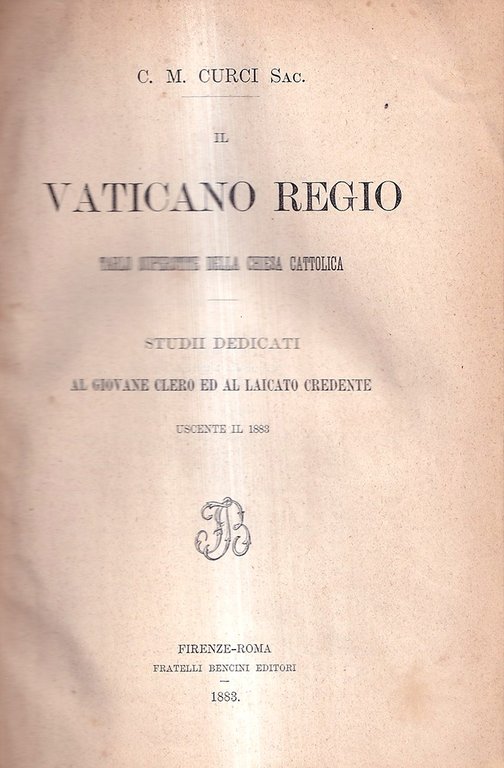 C. M. CURCI SAC.
IL
VATICANO REGIO
TARLO SUPERSTITE DELLA CHIESA CATTOLICA
STUDII DEDICATI
AL GIOVANE CLERO ED AL LAICATO CREDENTE
USCENTE IL 1883
FIRENZE-ROMA
FRATELLI BENCINI EDITORI
1883.